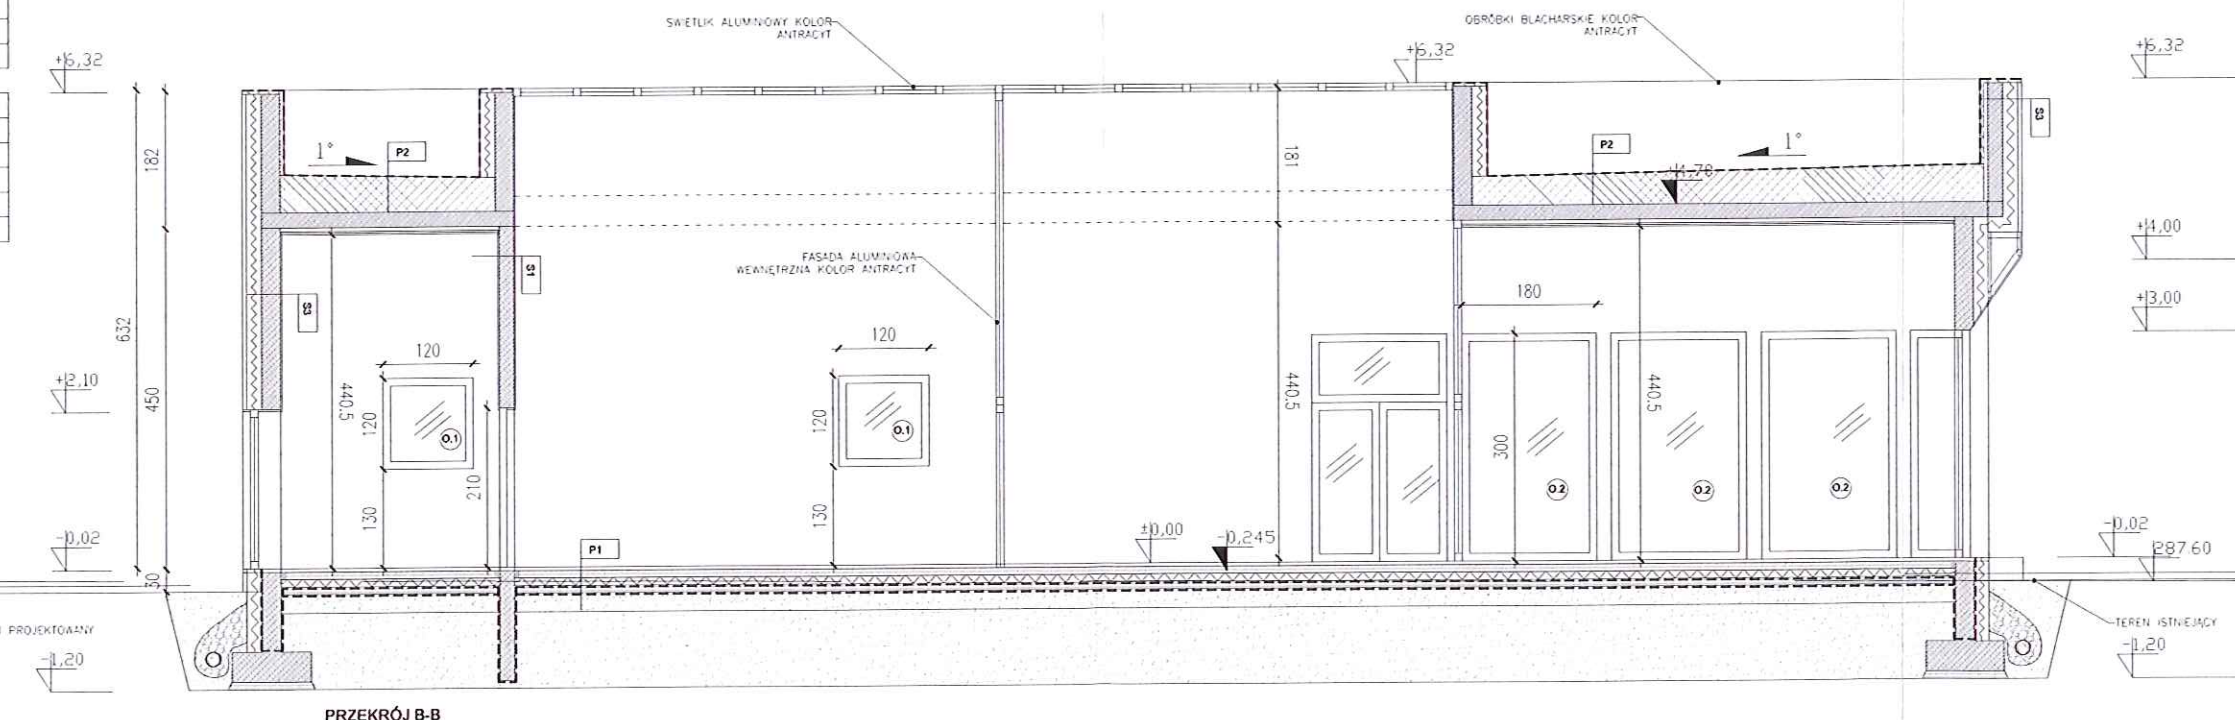 ŚWIETLIK ALUMINIOWY KOLOR
ANTRACYT
OBRÓBKI BLACHARSKIE KOLOR
ANTRACYT
+6,32
+6,32
+6,32
182
1°
P2
181
P2
1°
+4,78
S3
S1
S3
FASADA ALUMINIOWA
WEWNĘTRZNA KOLOR ANTRACYT
+4,00
+3,00
180
632
450
+2,10
120
120
440,5
120
O.1
120
O.1
440,5
440,5
300
210
130
130
O.2
O.2
O.2
-0,02
P1
±0,00
-0,245
-0,02
287.60
30
PROJEKTOWANY
-1,20
TEREN ISTNIEJĄCY
-1,20
PRZEKRÓJ B-B